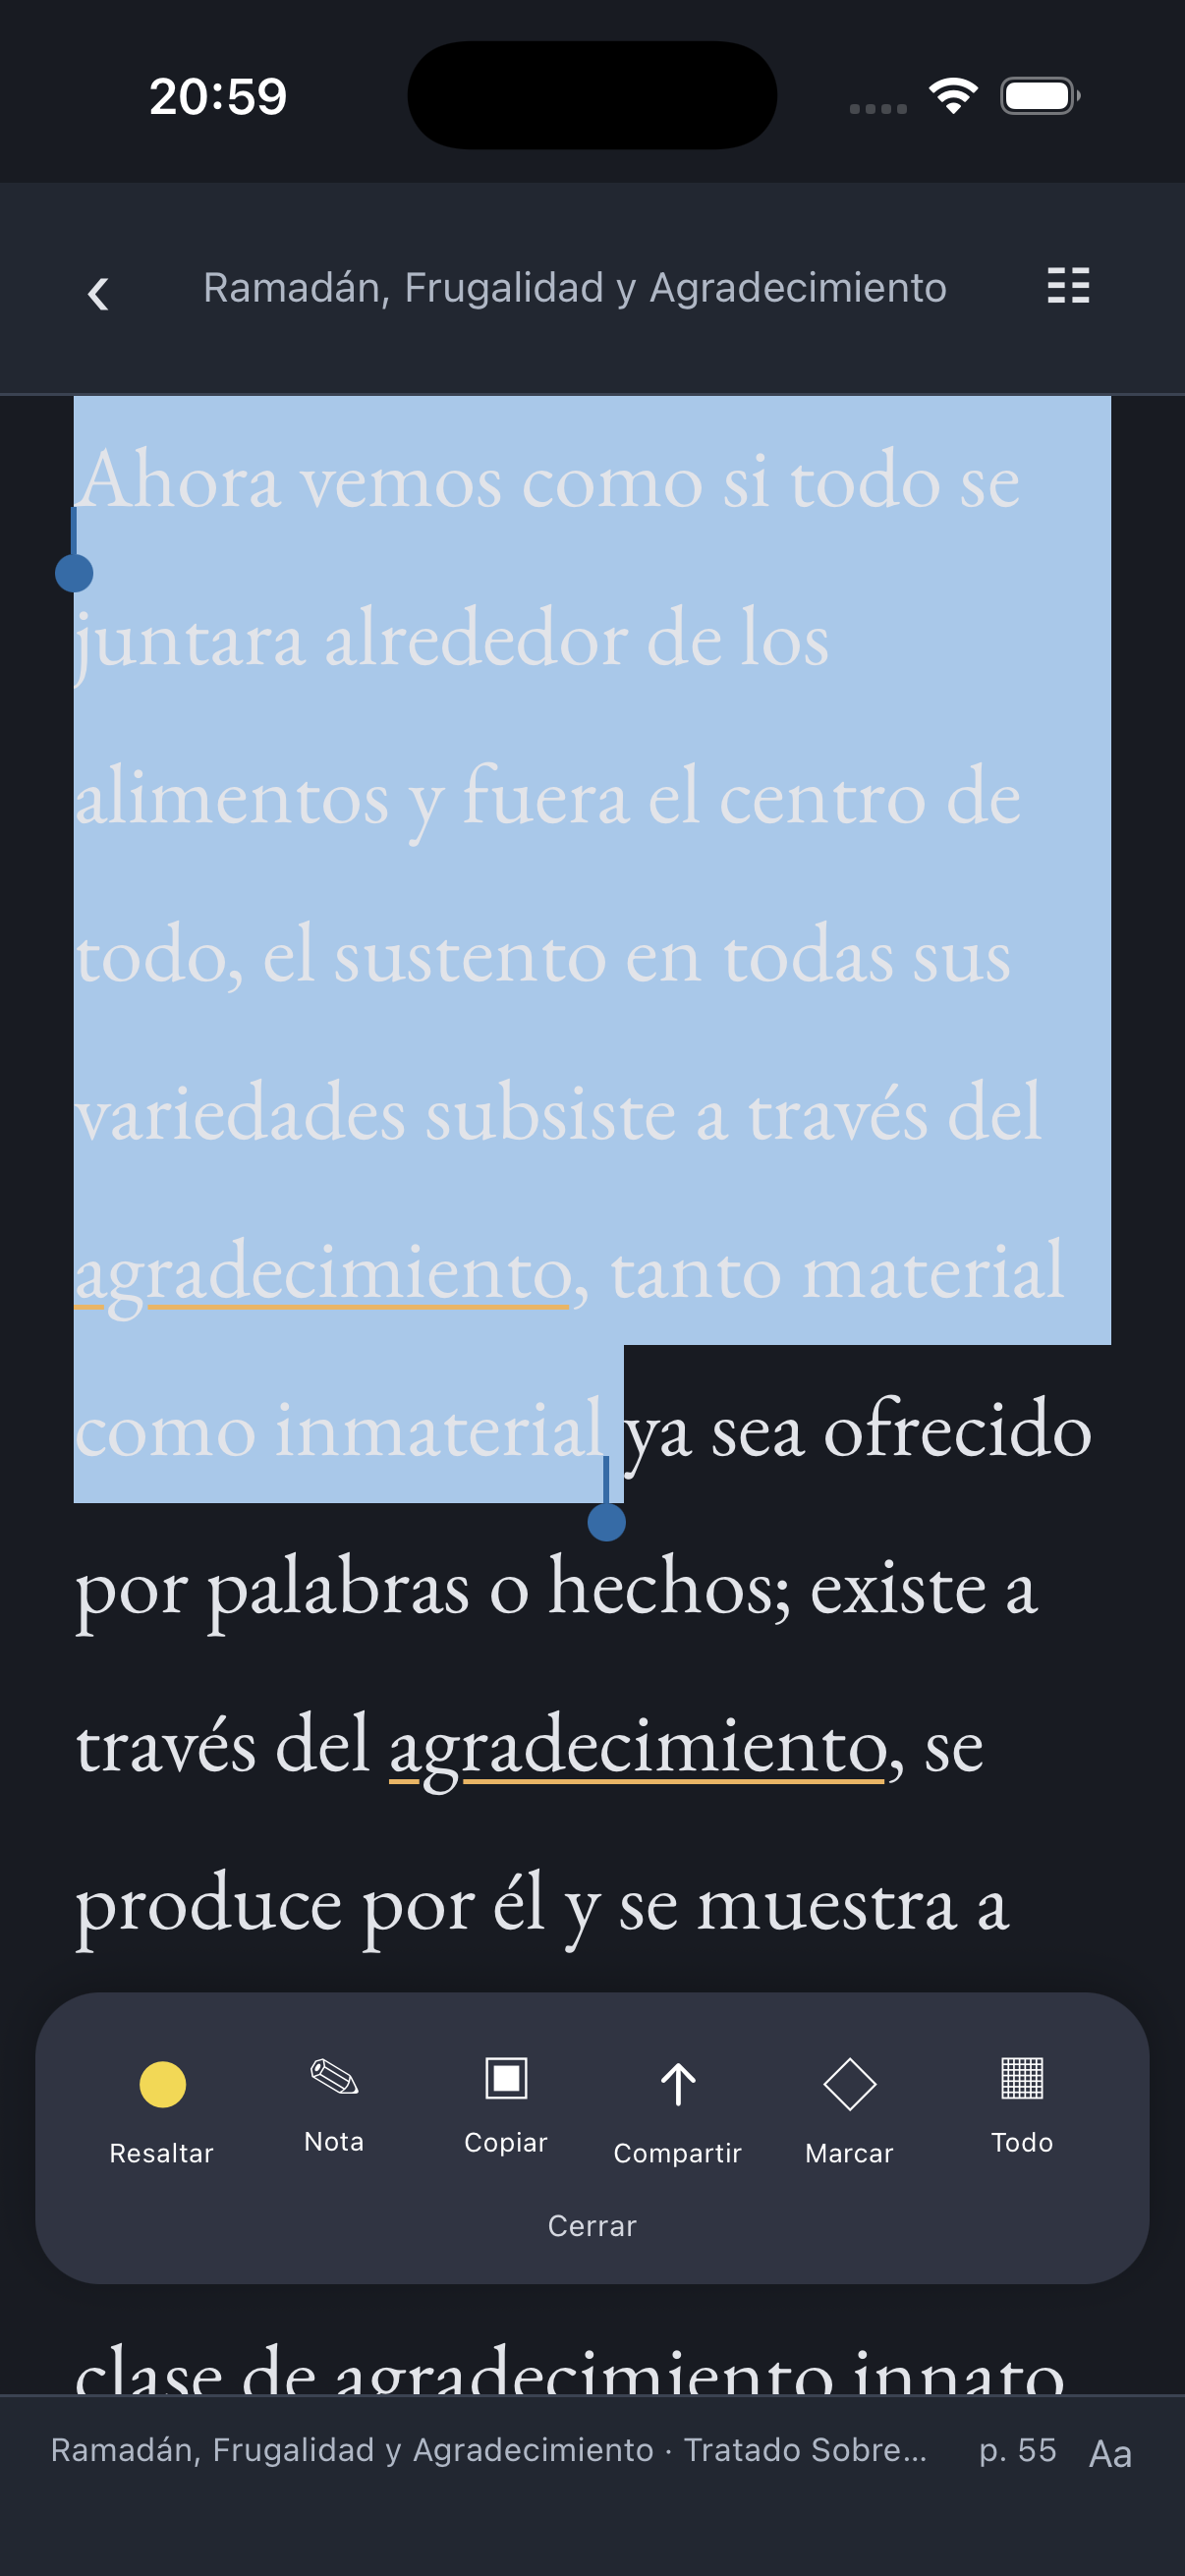 20:59
Ramadán, Frugalidad y Agradecimiento
Ahora vemos como si todo se
juntara alrededor de los
alimentos y fuera el centro de
todo, el sustento en todas sus
variedades subsiste a través del
agradecimiento, tanto material
como inmaterial ya sea ofrecido
por palabras o hechos; existe a
través del agradecimiento, se
produce por él y se muestra a
Resaltar
Nota
Copiar
Compartir
Marcar
Todo
Cerrar
clase de agradecimiento innato
Ramadán, Frugalidad y Agradecimiento · Tratado Sobre... p. 55 Aa